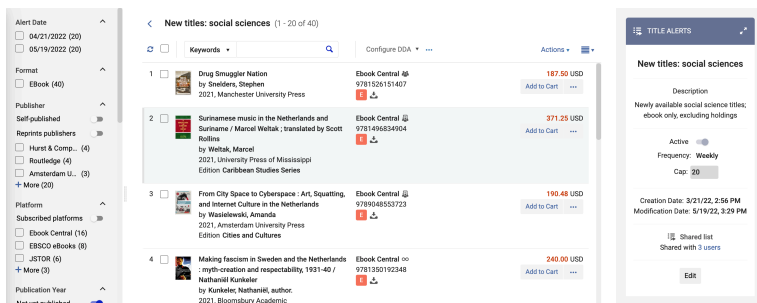 Alert Date
04/21/2022 (20)
05/19/2022 (20)
Format
EBook (40)
Publisher
Self-published
Reprints publishers
Hurst & Comp... (4)
Routledge (4)
Amsterdam U... (3)
+ More (20)
Platform
Subscribed platforms
Ebook Central (16)
EBSCO eBooks (8)
JSTOR (6)
+ More (3)
Publication Year
Not yet published
New titles: social sciences (1 - 20 of 40)
Keywords
Configure DDA
Actions
1
Drug Smuggler Nation
by Snelders, Stephen
2021, Manchester University Press
Ebook Central
9781526151407
E
187.50 USD
Add to Cart
2
Surinamese music in the Netherlands and
Suriname / Marcel Weltak ; translated by Scott
Rollins
by Weltak, Marcel
2021, University Press of Mississippi
Edition Caribbean Studies Series
Ebook Central
9781496834904
E
371.25 USD
Add to Cart
3
From City Space to Cyberspace : Art, Squatting,
and Internet Culture in the Netherlands
by Wasielewski, Amanda
2021, Amsterdam University Press
Edition Cities and Cultures
Ebook Central
9789048553723
E
190.48 USD
Add to Cart
4
Making fascism in Sweden and the Netherlands
: myth-creation and respectability, 1931-40 /
Nathaniël Kunkeler
by Kunkeler, Nathaniël, author.
2021, Bloomsbury Academic
Ebook Central
9781350192348
E
240.00 USD
Add to Cart
TITLE ALERTS
New titles: social sciences
Description
Newly available social science titles;
ebook only, excluding holdings
Active
Frequency: Weekly
Cap: 20
Creation Date: 3/21/22, 2:56 PM
Modification Date: 5/19/22, 3:29 PM
Shared list
Shared with 3 users
Edit